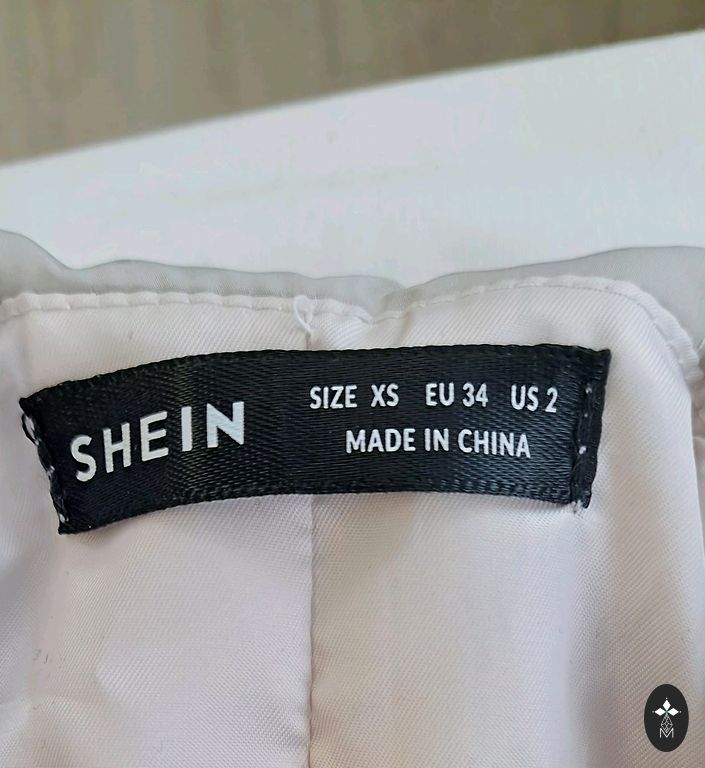 SHEIN
SIZE XS EU 34 US 2
MADE IN CHINA
M